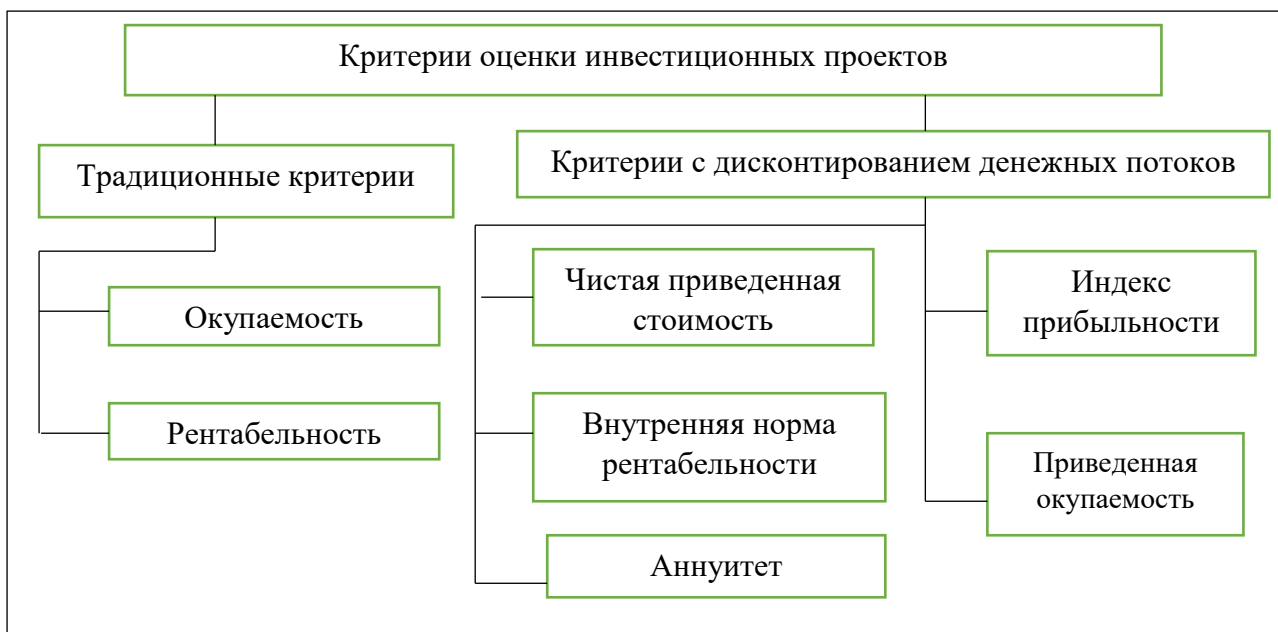 Критерии оценки инвестиционных проектов
Традиционные критерии
Критерии с дисконтированием денежных потоков
Окупаемость
Рентабельность
Чистая приведенная
стоимость
Внутренняя норма
рентабельности
Аннуитет
Индекс
прибыльности
Приведенная
окупаемость